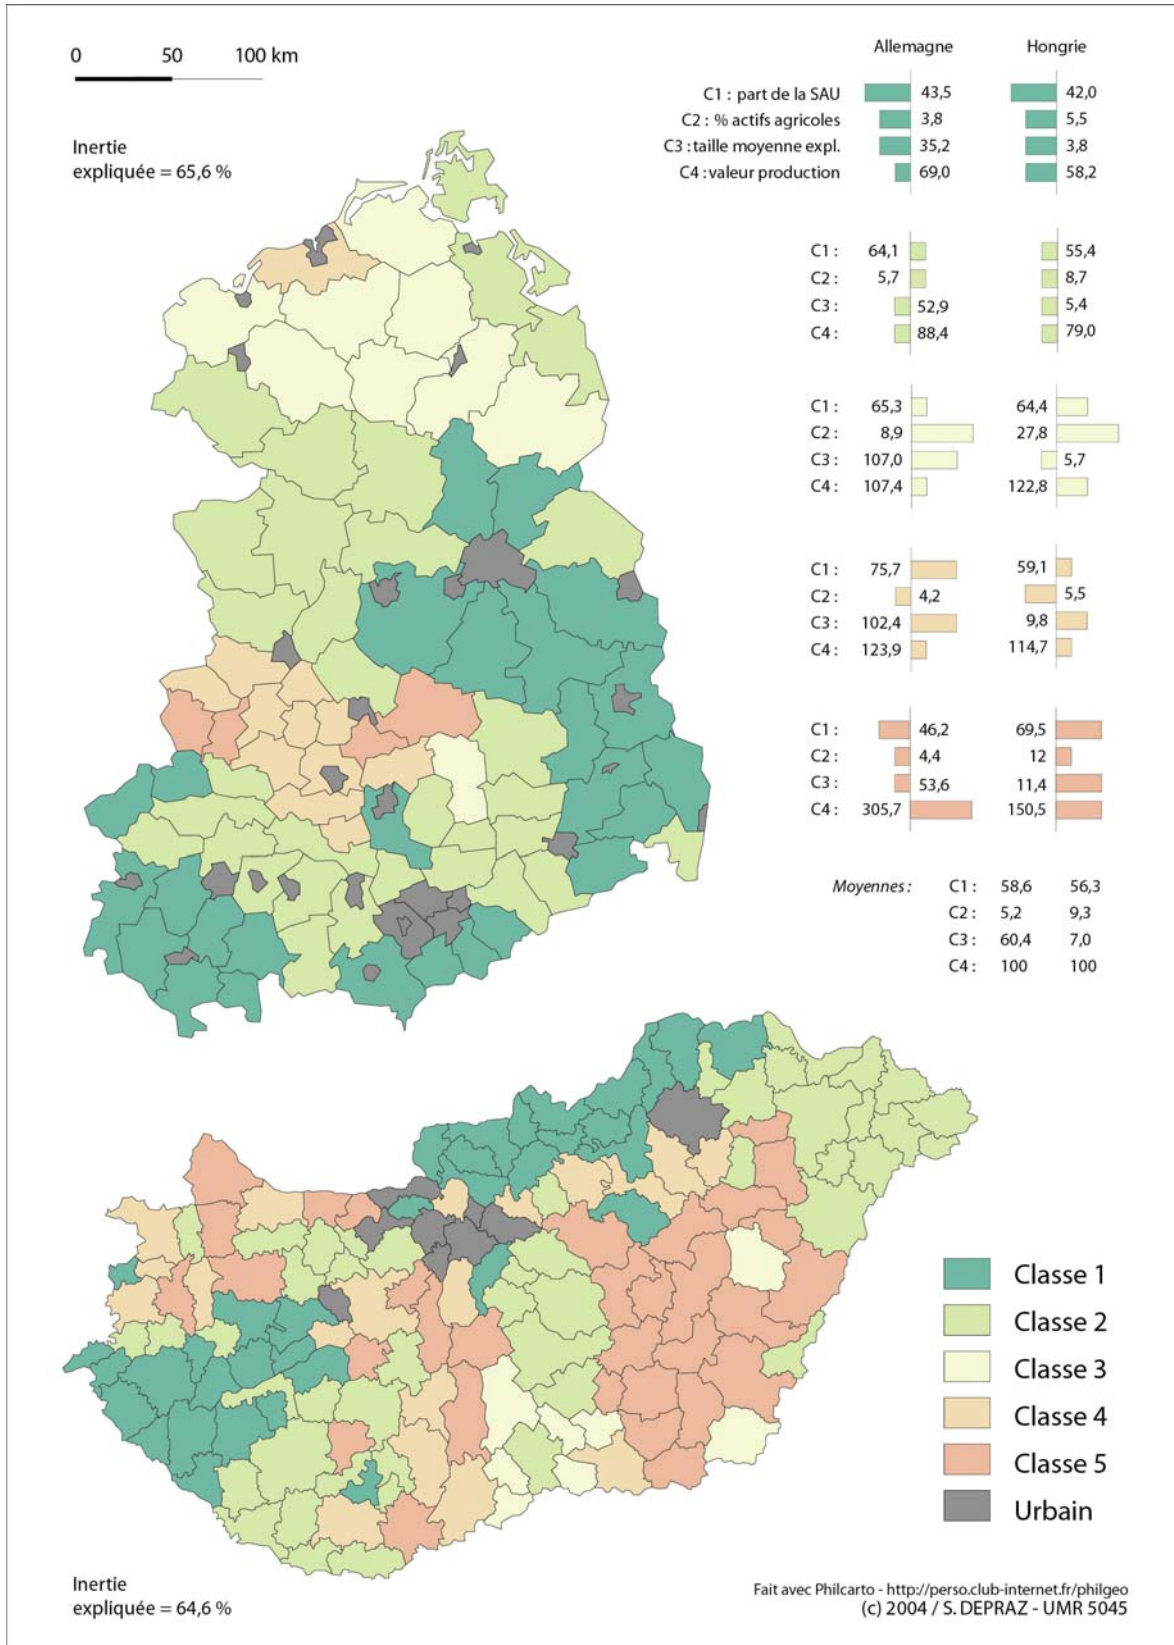 0 50 100 km
Inertie
expliquée = 65,6 %
Allemagne Hongrie
C1 : part de la SAU 43,5 42,0
C2 : % actifs agricoles 3,8 5,5
C3 : taille moyenne expl. 35,2 3,8
C4 : valeur production 69,0 58,2
C1 : 64,1 55,4
C2 : 5,7 8,7
C3 : 52,9 5,4
C4 : 88,4 79,0
C1 : 65,3 64,4
C2 : 8,9 27,8
C3 : 107,0 5,7
C4 : 107,4 122,8
C1 : 75,7 59,1
C2 : 4,2 5,5
C3 : 102,4 9,8
C4 : 123,9 114,7
C1 : 46,2 69,5
C2 : 4,4 12
C3 : 53,6 11,4
C4 : 305,7 150,5
Moyennes : C1 : 58,6 56,3
C2 : 5,2 9,3
C3 : 60,4 7,0
C4 : 100 100
Classe 1
Classe 2
Classe 3
Classe 4
Classe 5
Urbain
Inertie
expliquée = 64,6 %
Fait avec Philcarto - http://perso.club-internet.fr/philgeo
(c) 2004 / S. DEPRAZ - UMR 5045